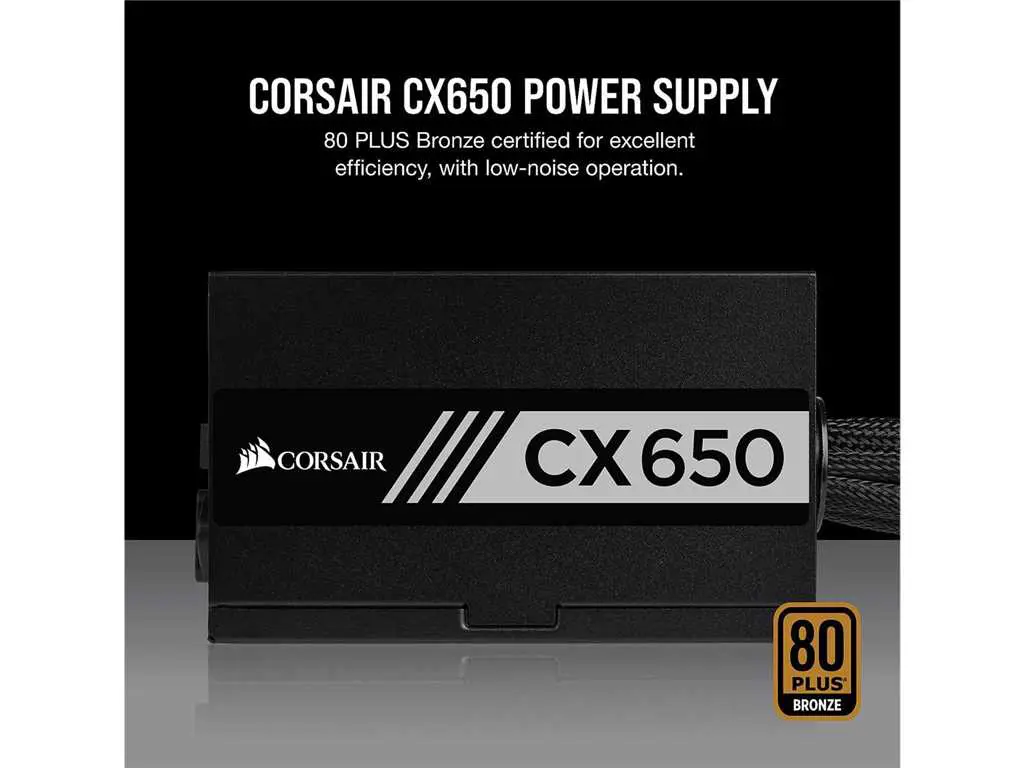 CORSAIR CX650 POWER SUPPLY
80 PLUS Bronze certified for excellent
efficiency, with low-noise operation.
CORSAIR
CX650
80
PLUS®
BRONZE